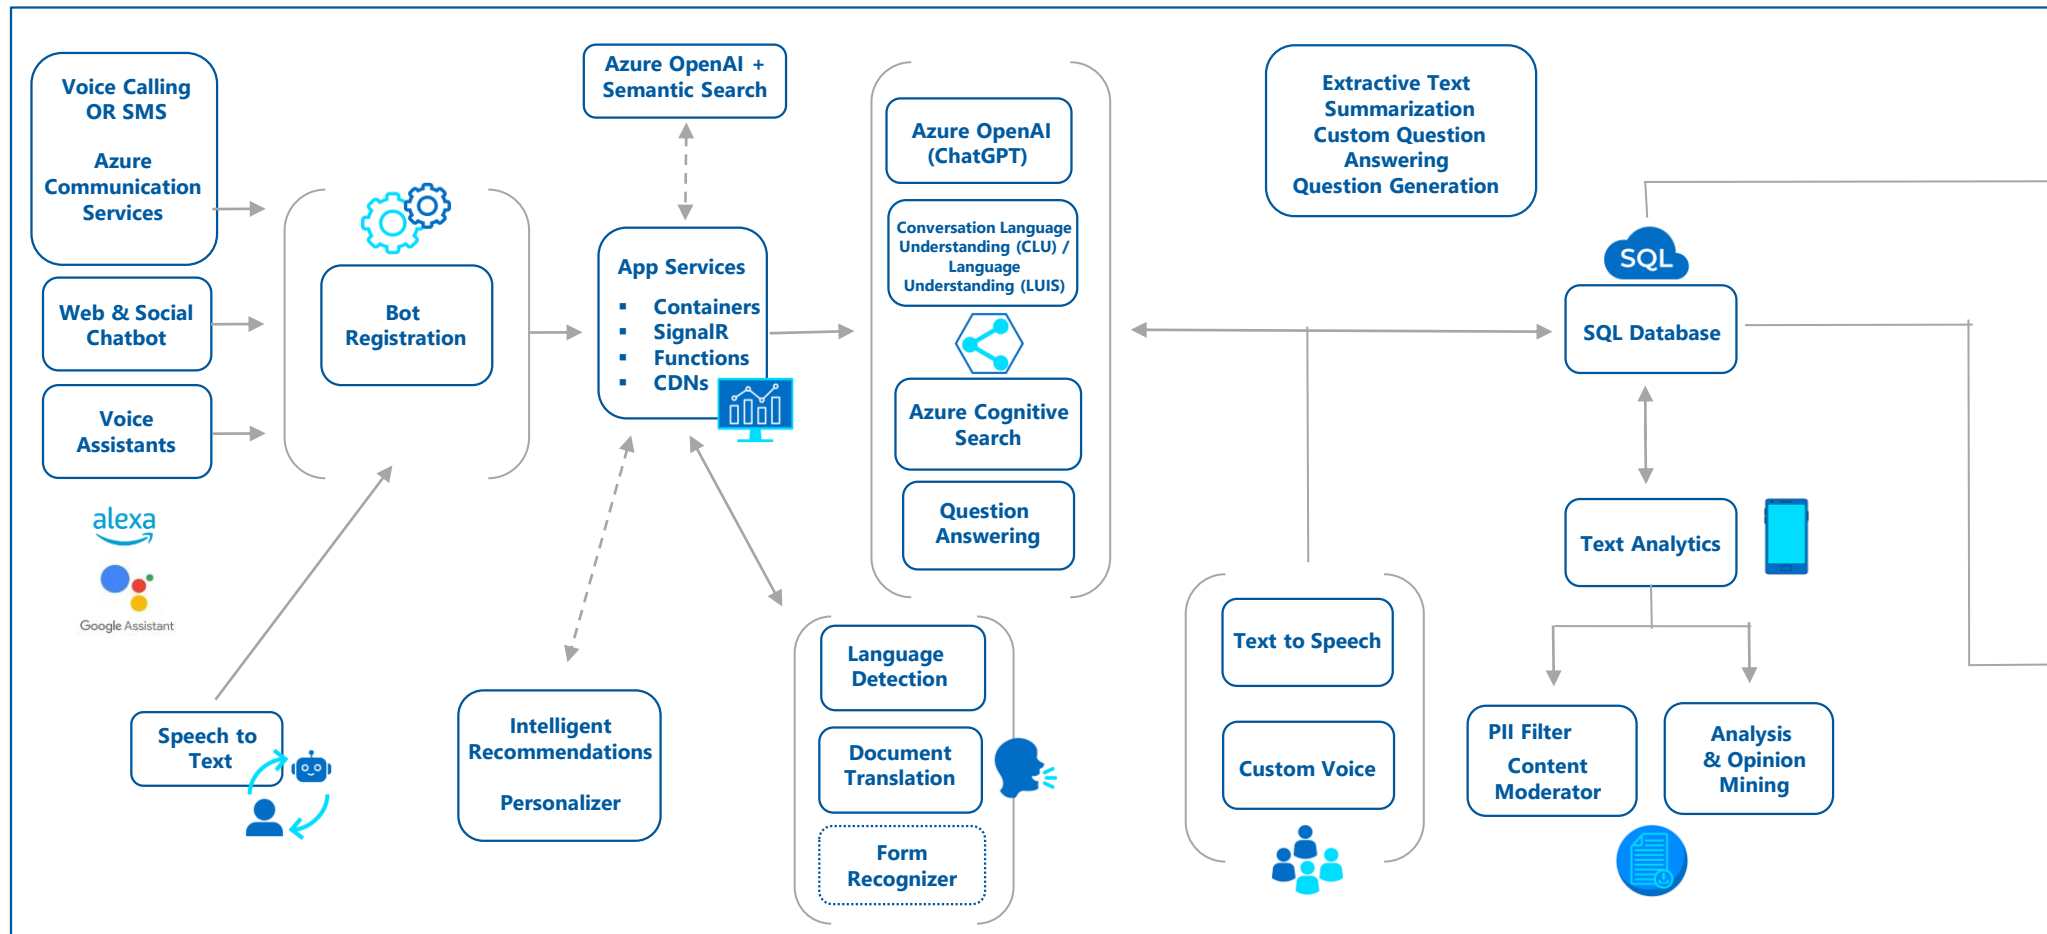 Voice Calling
OR SMS
Azure
Communication
Services
Web & Social
Chatbot
Voice
Assistants
alexa
Google Assistant
Speech to
Text
Bot
Registration
Azure OpenAI +
Semantic Search
App Services
▪ Containers
▪ SignalR
▪ Functions
▪ CDNs
Intelligent
Recommendations
Personalizer
Azure OpenAI
(ChatGPT)
Conversation Language
Understanding (CLU) /
Language
Understanding (LUIS)
Azure Cognitive
Search
Question
Answering
Language
Detection
Document
Translation
Form
Recognizer
Text to Speech
Custom Voice
Extractive Text
Summarization
Custom Question
Answering
Question Generation
SQL
SQL Database
Text Analytics
PII Filter
Content
Moderator
Analysis
& Opinion
Mining